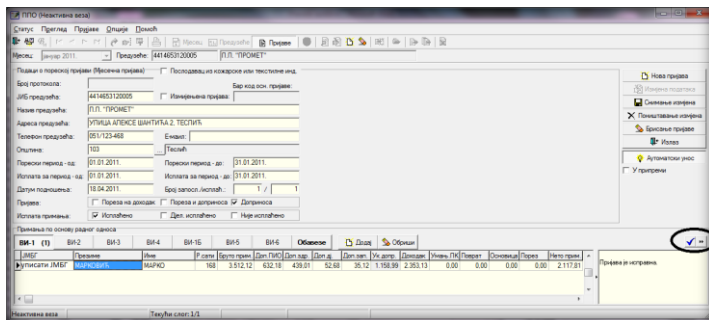 ППО (Неактивна веза)
Статус Преглед Пријаве Опције Помоћ
Месец Предузеће Пријаве
Мјесец: јануар 2011. Предузеће: 4414653120005 П.П. "ПРОМЕТ"
Подаци о пореској пријави (Мјесечна пријава) Послодавац из кожарске или текстилне инд. Нова пријава
Број протокола: Бар код осн. пријаве: Измјена података
ЈИБ предузећа: 4414653120005 Измијењена пријава: Снимање измјена
Назив предузећа: П.П. "ПРОМЕТ" Поништавање измјена
Адреса предузећа: УЛИЦА АЛЕКСЕ ШАНТИЋА 2, ТЕСЛИЋ Брисање пријаве
Телефон предузећа: 051/123-468 Е-маил: Излаз
Општина: 103 ... Теслић
Порески период - од: 01.01.2011. Порески период - до: 31.01.2011. Аутоматски унос
Исплата за период - од: 01.01.2011. Исплата за период - до: 31.01.2011. У припреми
Датум подношења: 18.04.2011. Број запосл./исплаћ.: 1 / 1
Пријава: Пореза на доходак Пореза и доприноса Доприноса
Исплата примања: Исплаћено Дјел. исплаћено Није исплаћено
Примања по основу радног односа
ВИ-1 (1) ВИ-2 ВИ-3 ВИ-4 ВИ-1Б ВИ-5 ВИ-6 Обавезе Додај Обриши
ЈМБГ Презиме Име Р.сати Бруто прим. Доп.ПИО Доп.здр. Доп.дј. Доп.зап. Ук.допр. Доходак Умањ.ПК Поврат Основица Порез Нето прим.
уписати ЈМБГ МАРКОВИЋ МАРКО 168 3.512,12 632,18 439,01 52,68 35,12 1.158,99 2.353,13 0,00 0,00 0,00 0,00 2.117,81 Пријава је исправна.
Неактивна веза Текући слог: 1/1